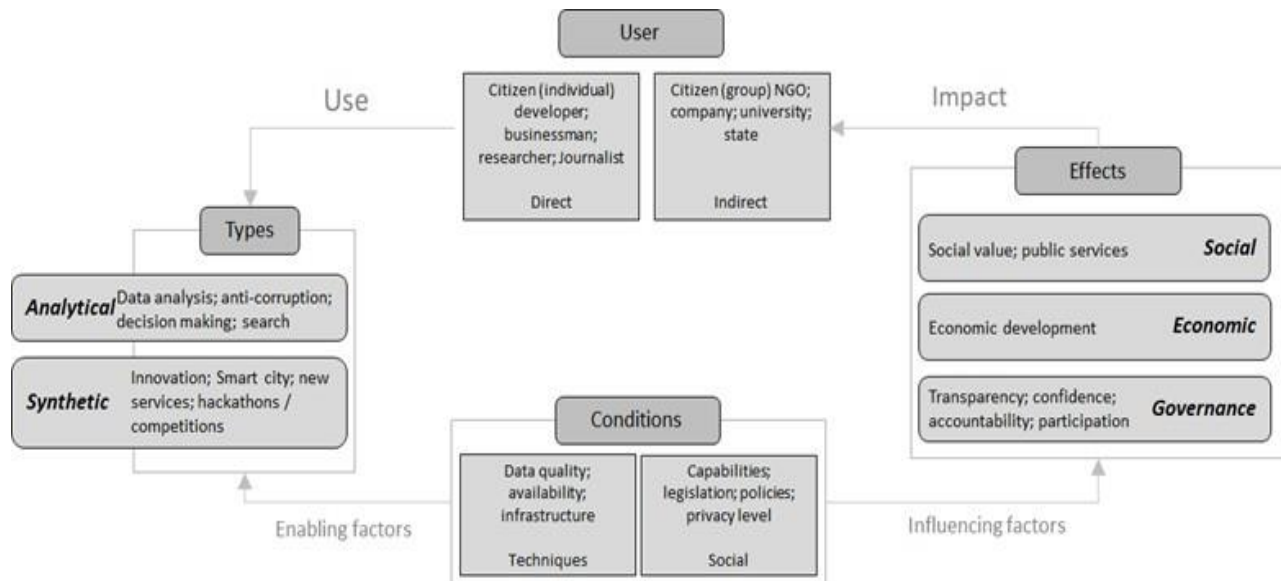 User
Use
Impact
Citizen (individual)
developer;
businessman;
researcher; Journalist
Direct
Citizen (group) NGO;
company; university;
state
Indirect
Types
Analytical
Data analysis; anti-corruption;
decision making; search
Synthetic
Innovation; Smart city; new
services; hackathons /
competitions
Effects
Social value; public services
Social
Economic development
Economic
Transparency; confidence;
accountability; participation
Governance
Conditions
Data quality;
availability;
infrastructure
Techniques
Capabilities;
legislation; policies;
privacy level
Social
Enabling factors
Influencing factors